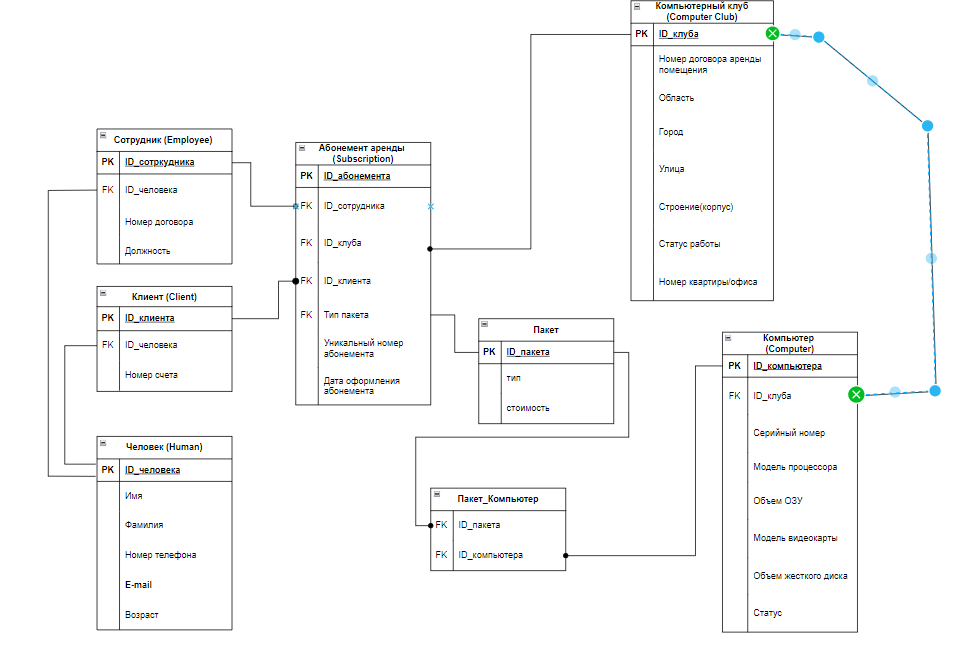 Компьютерный клуб
(Computer Club)
PK ID_клуба
Номер договора аренды
помещения
Область
Город
Улица
Строение(корпус)
Статус работы
Номер квартиры/офиса
Сотрудник (Employee)
PK ID_сотркудника
FK ID_человека
Номер договора
Должность
Абонемент аренды
(Subscription)
PK ID_абонемента
FK ID_сотрудника
FK ID_клуба
FK ID_клиента
FK Тип пакета
Уникальный номер
абонемента
Дата оформления
абонемента
Клиент (Client)
PK ID_клиента
FK ID_человека
Номер счета
Пакет
PK ID_пакета
тип
стоимость
Компьютер
(Computer)
PK ID_компьютера
FK ID_клуба
Серийный номер
Модель процессора
Объем ОЗУ
Модель видеокарты
Объем жесткого диска
Статус
Человек (Human)
PK ID_человека
Имя
Фамилия
Номер телефона
E-mail
Возраст
Пакет_Компьютер
FK ID_пакета
FK ID_компьютера